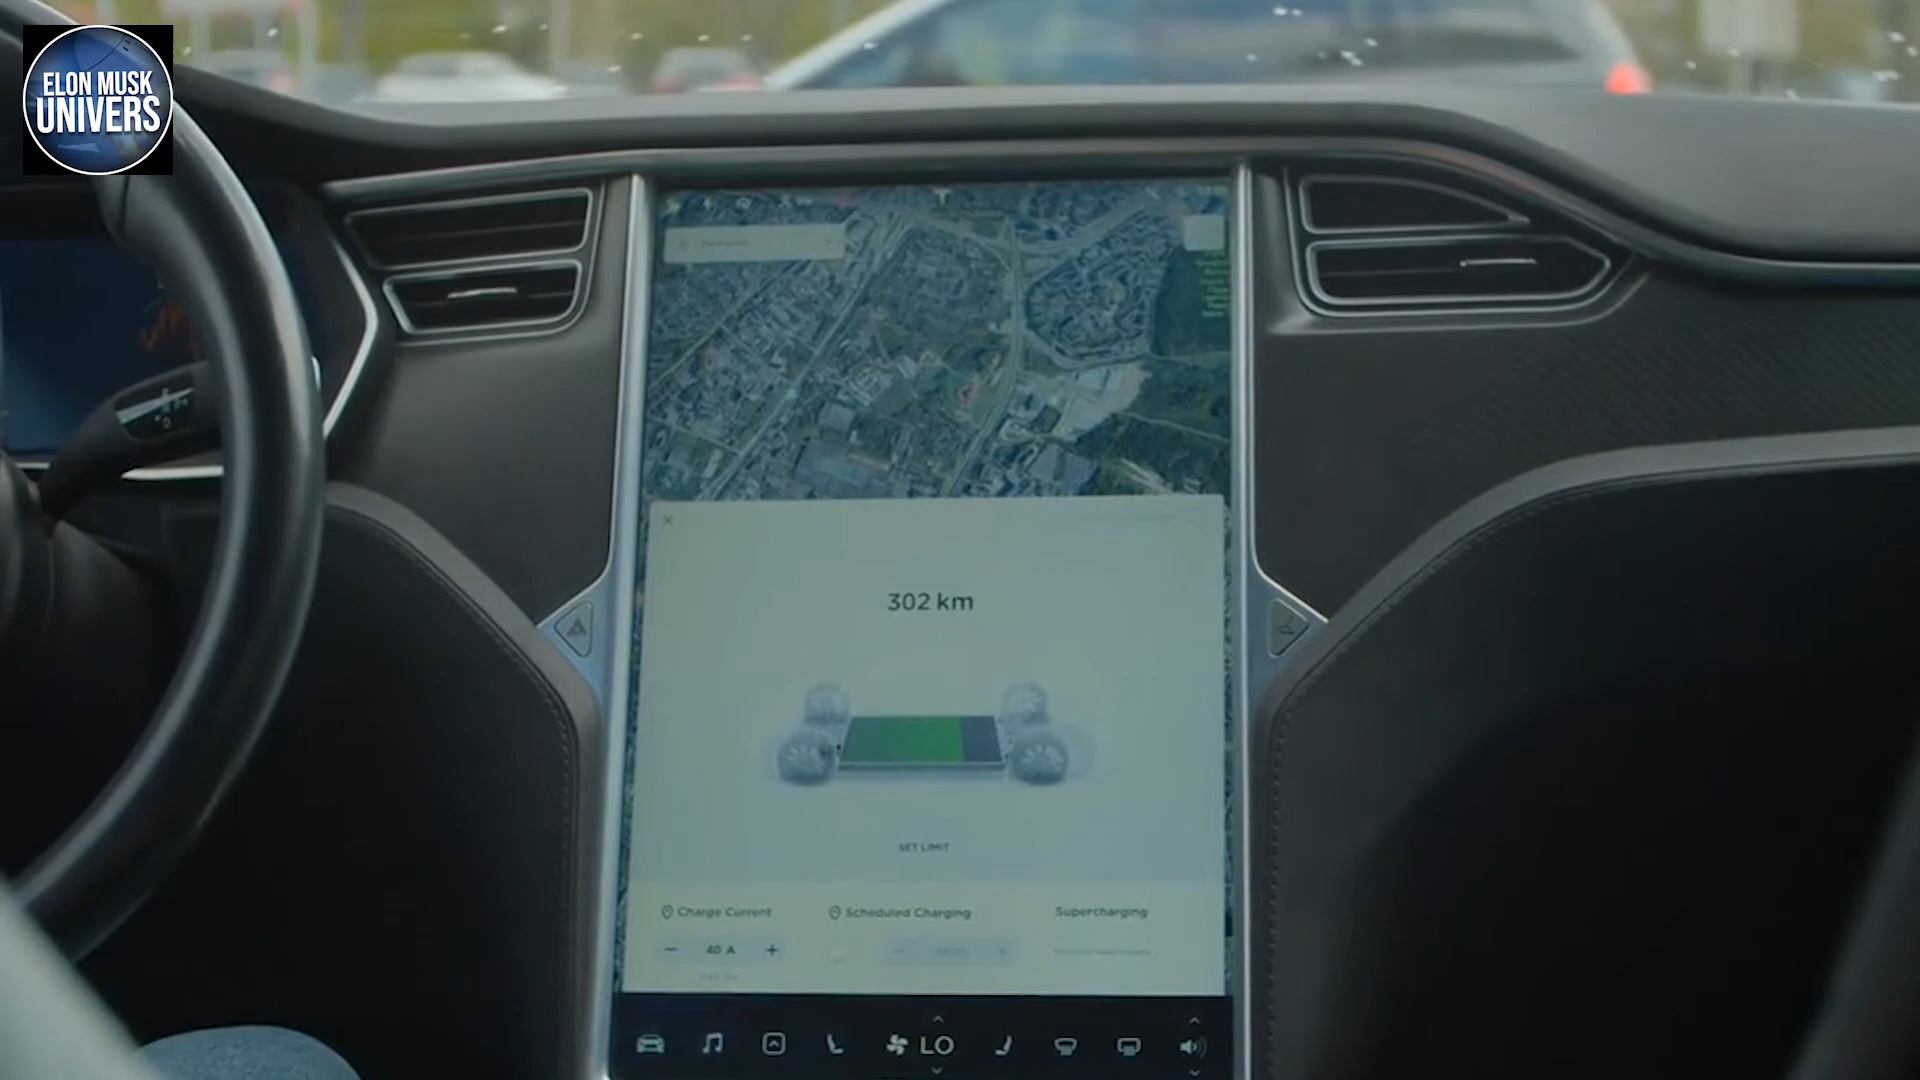 ELON MUSK
UNIVERS
302 km
SET LIMIT
Charge Current
Scheduled Charging
Supercharging
40 A
LO